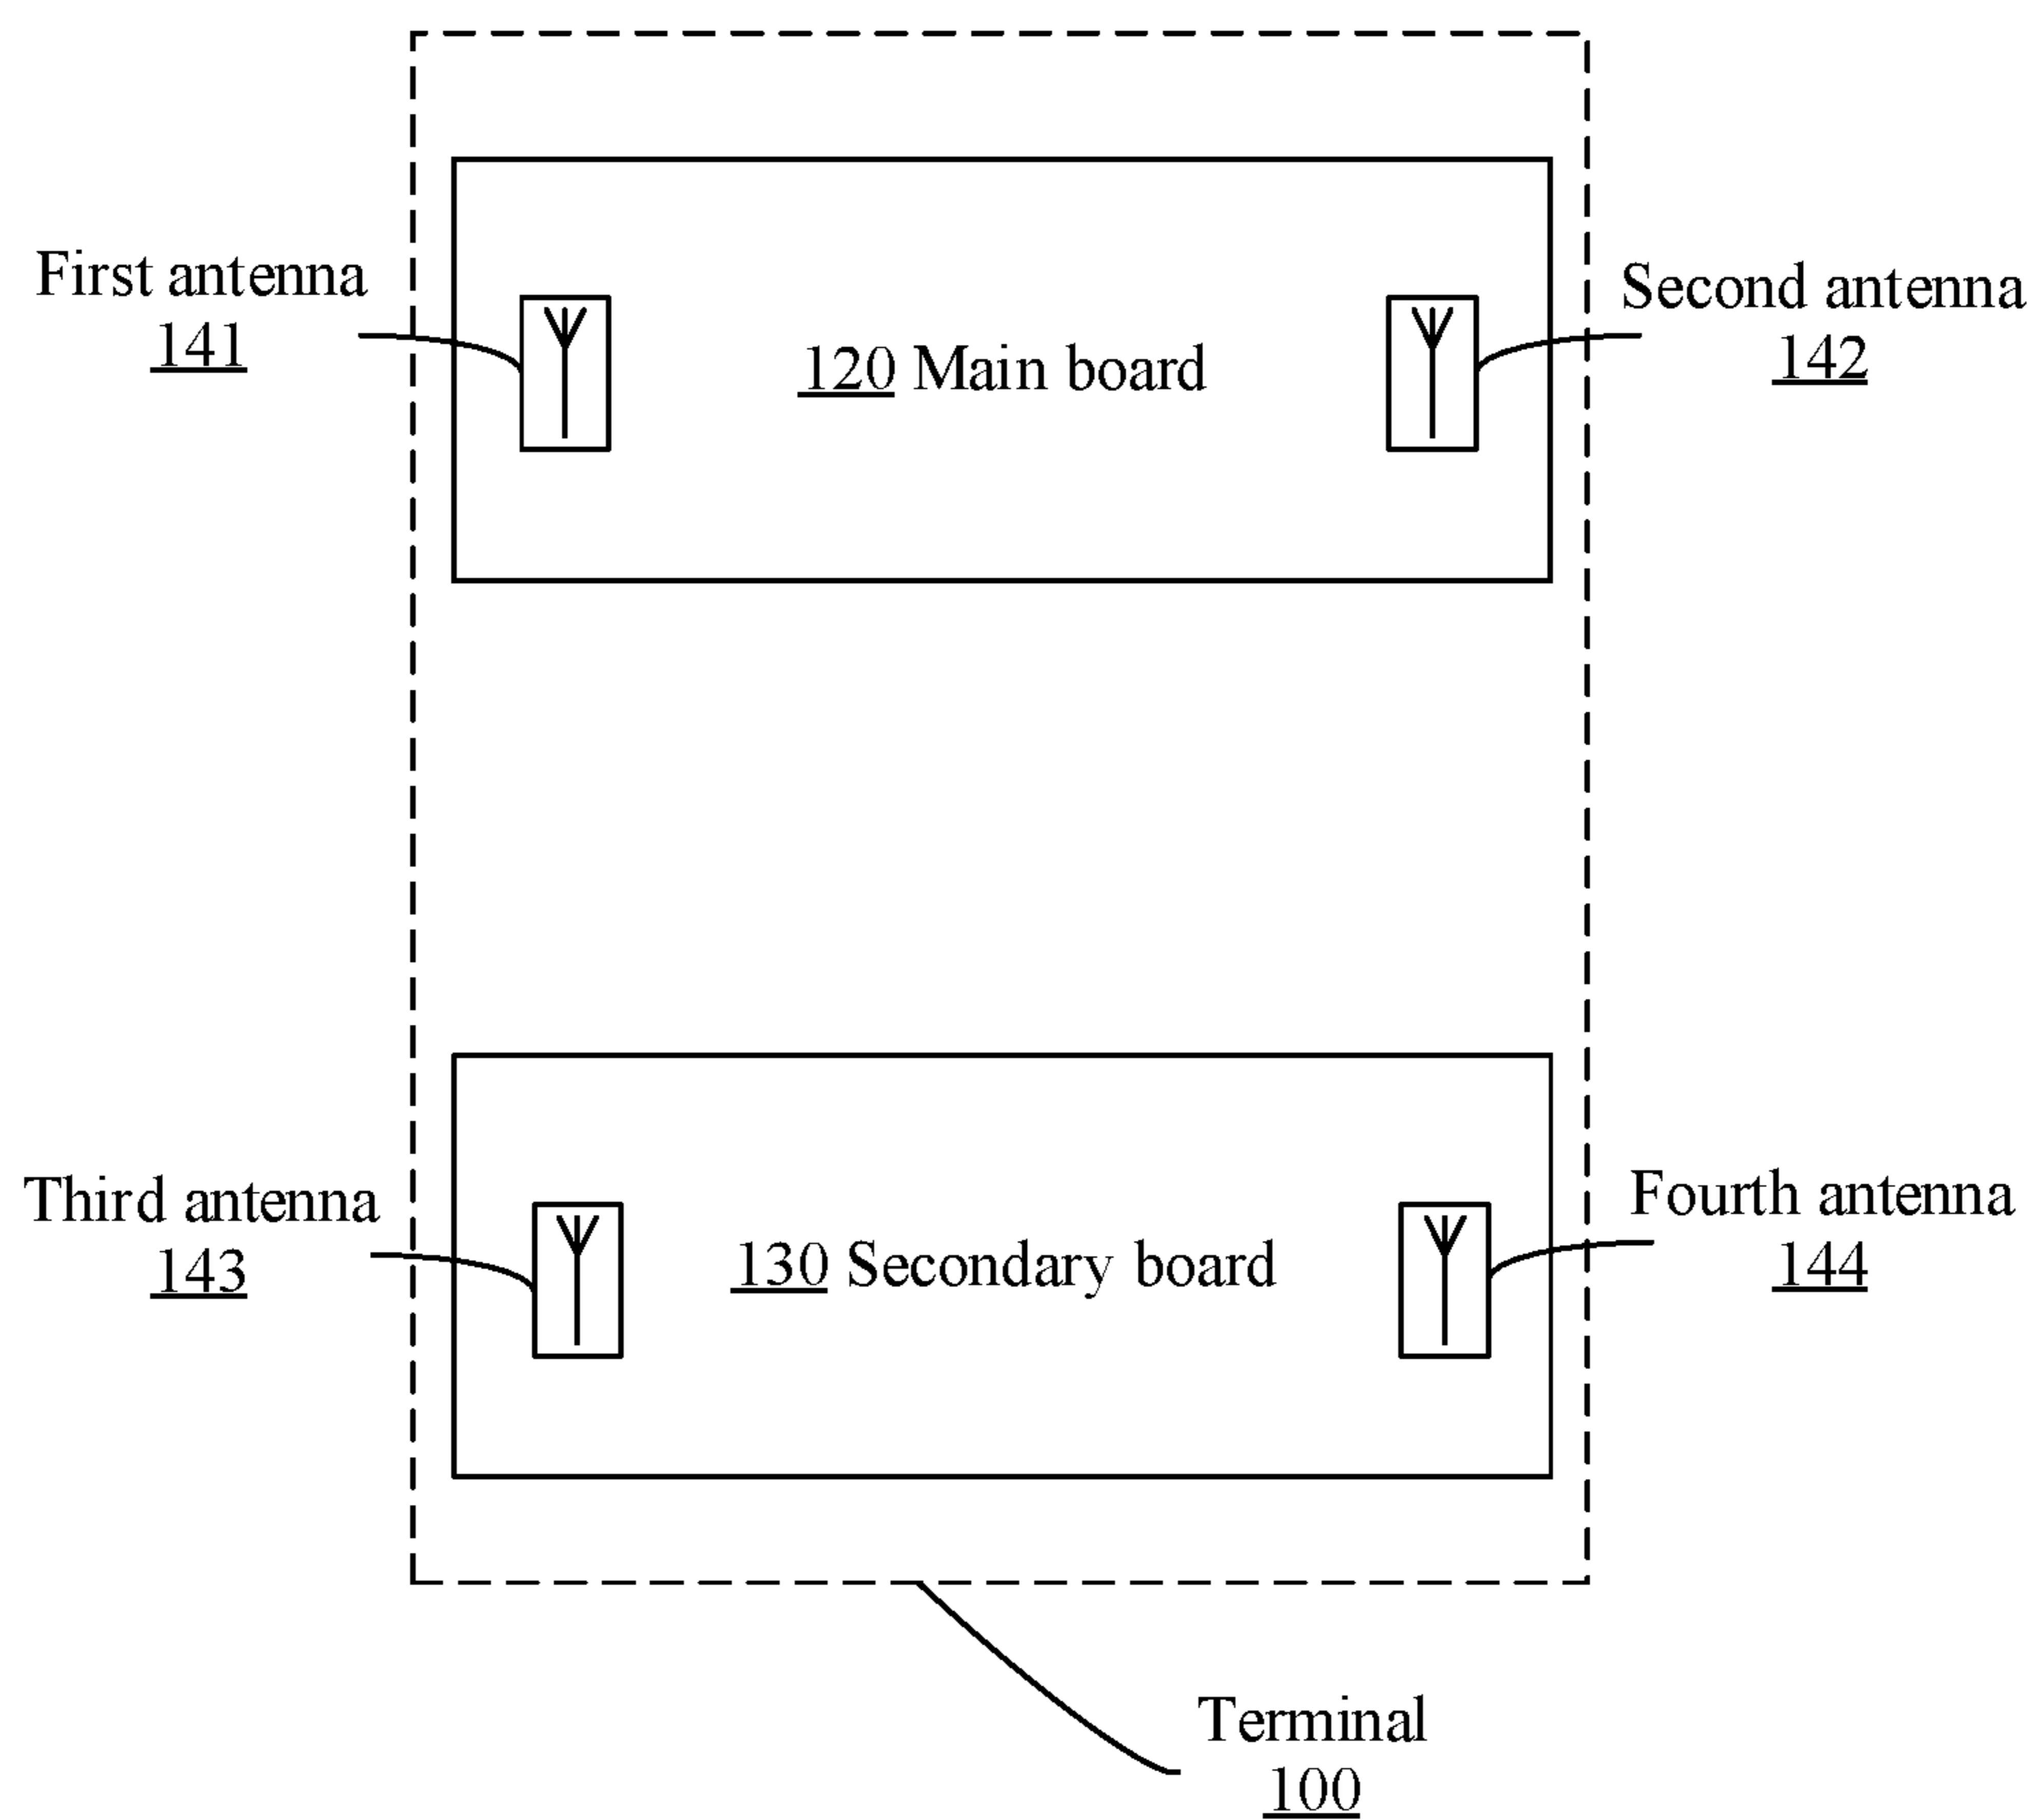 First antenna
141
Second antenna
142
120 Main board
Third antenna
143
Fourth antenna
144
130 Secondary board
Terminal
100